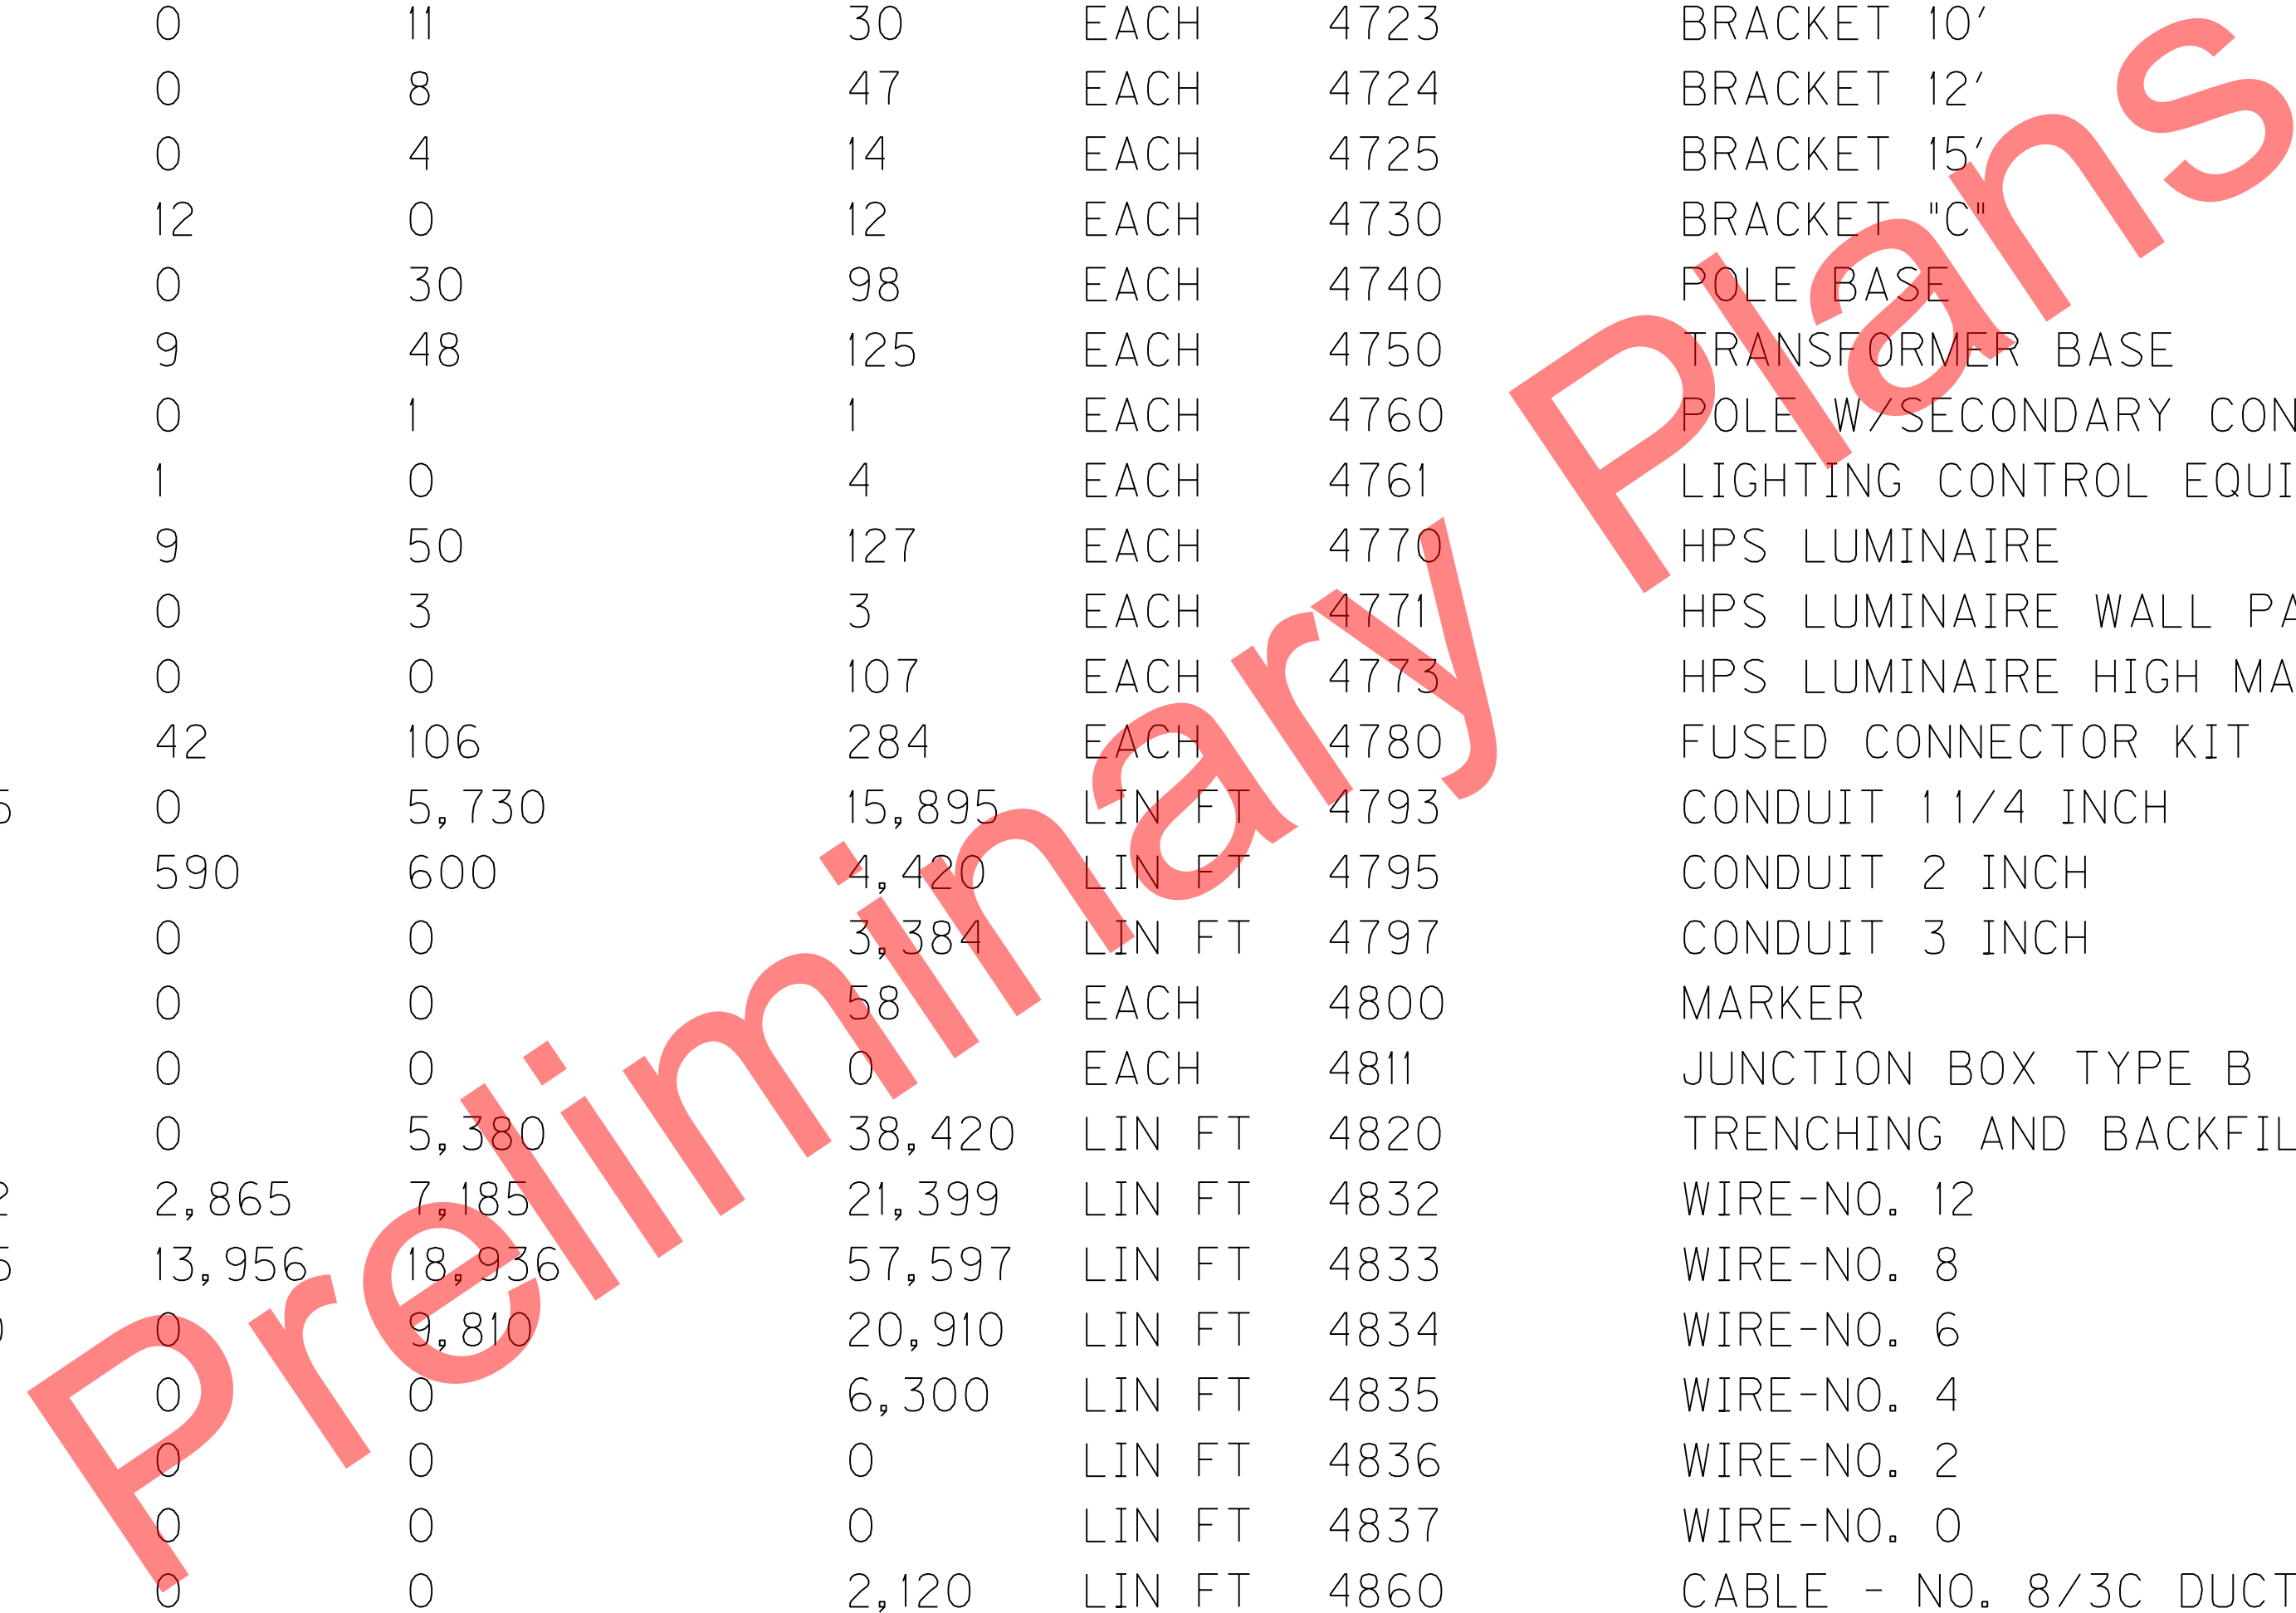 0 11 30 EACH 4723 BRACKET 10'
0 8 47 EACH 4724 BRACKET 12'
0 4 14 EACH 4725 BRACKET 15'
12 0 12 EACH 4730 BRACKET "C"
0 30 98 EACH 4740 POLE BASE
9 48 125 EACH 4750 TRANSFORMER BASE
0 1 1 EACH 4760 POLE W/SECONDARY CON
1 0 4 EACH 4761 LIGHTING CONTROL EQUI
9 50 127 EACH 4770 HPS LUMINAIRE
0 3 3 EACH 4771 HPS LUMINAIRE WALL PA
0 0 107 EACH 4773 HPS LUMINAIRE HIGH MA
42 106 284 EACH 4780 FUSED CONNECTOR KIT
5 0 5,730 15,895 LIN FT 4793 CONDUIT 1 1/4 INCH
590 600 4,420 LIN FT 4795 CONDUIT 2 INCH
0 0 3,384 LIN FT 4797 CONDUIT 3 INCH
0 0 58 EACH 4800 MARKER
0 0 0 EACH 4811 JUNCTION BOX TYPE B
0 5,380 38,420 LIN FT 4820 TRENCHING AND BACKFIL
2 2,865 7,185 21,399 LIN FT 4832 WIRE-NO. 12
5 13,956 18,936 57,597 LIN FT 4833 WIRE-NO. 8
0 0 9,810 20,910 LIN FT 4834 WIRE-NO. 6
0 0 6,300 LIN FT 4835 WIRE-NO. 4
0 0 0 LIN FT 4836 WIRE-NO. 2
0 0 0 LIN FT 4837 WIRE-NO. 0
0 0 2,120 LIN FT 4860 CABLE - NO. 8/3C DUCT
Preliminary Plans